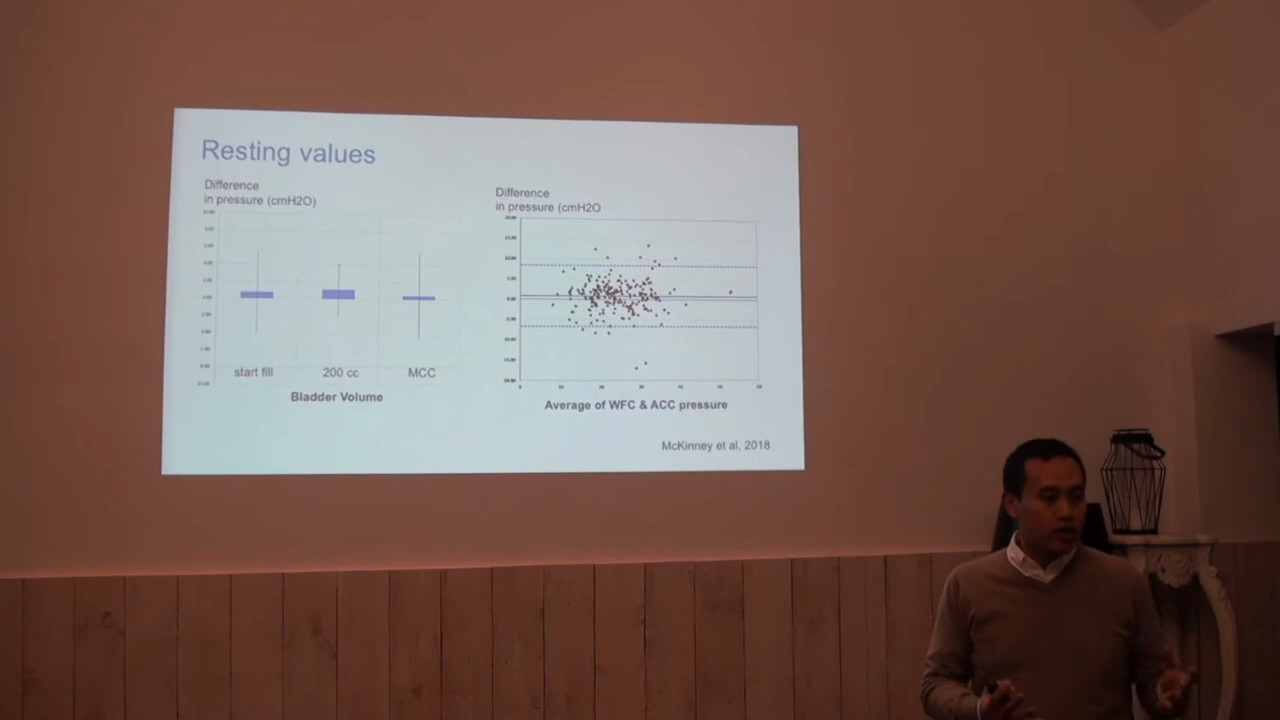 Resting values
Difference
in pressure (cmH2O)
start fill
200 cc
MCC
Bladder Volume
Difference
in pressure (cmH2O
Average of WFC & ACC pressure
McKinney et al, 2018